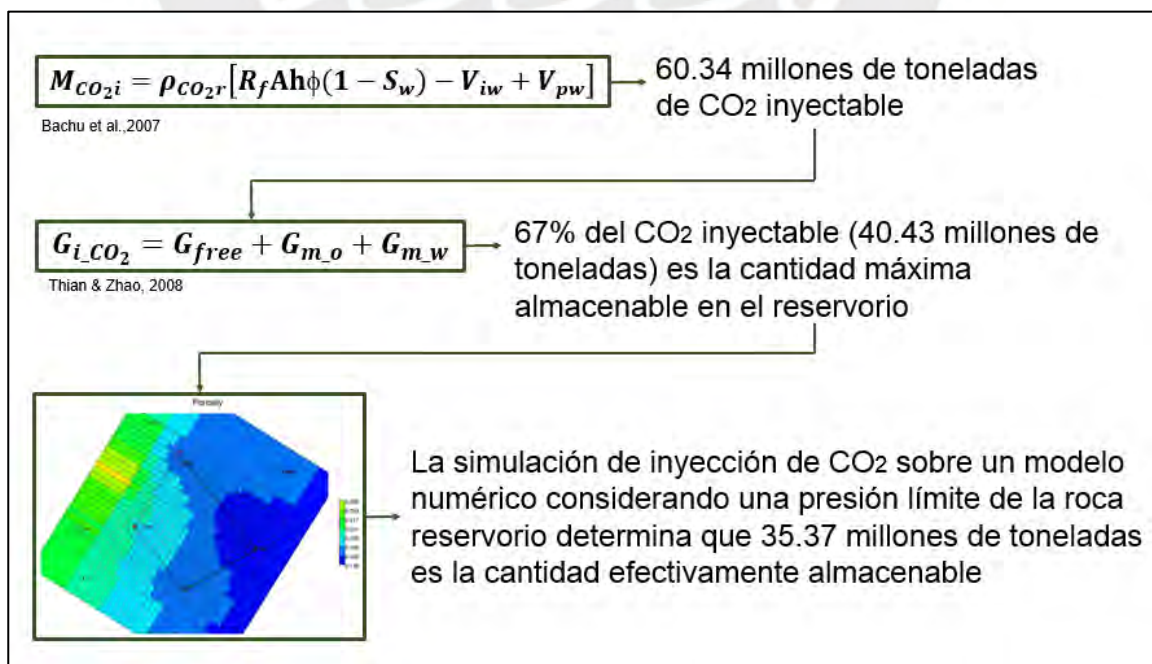 M_{CO₂i} = ρ_{CO₂r}[R_f Ahϕ(1 − S_w) − V_{iw} + V_{pw}]
Bachu et al.,2007
60.34 millones de toneladas
de CO₂ inyectable
G_{i_CO₂} = G_{free} + G_{m_o} + G_{m_w}
Thian & Zhao, 2008
67% del CO₂ inyectable (40.43 millones de
toneladas) es la cantidad máxima
almacenable en el reservorio
Porosity
La simulación de inyección de CO₂ sobre un modelo
numérico considerando una presión límite de la roca
reservorio determina que 35.37 millones de toneladas
es la cantidad efectivamente almacenable